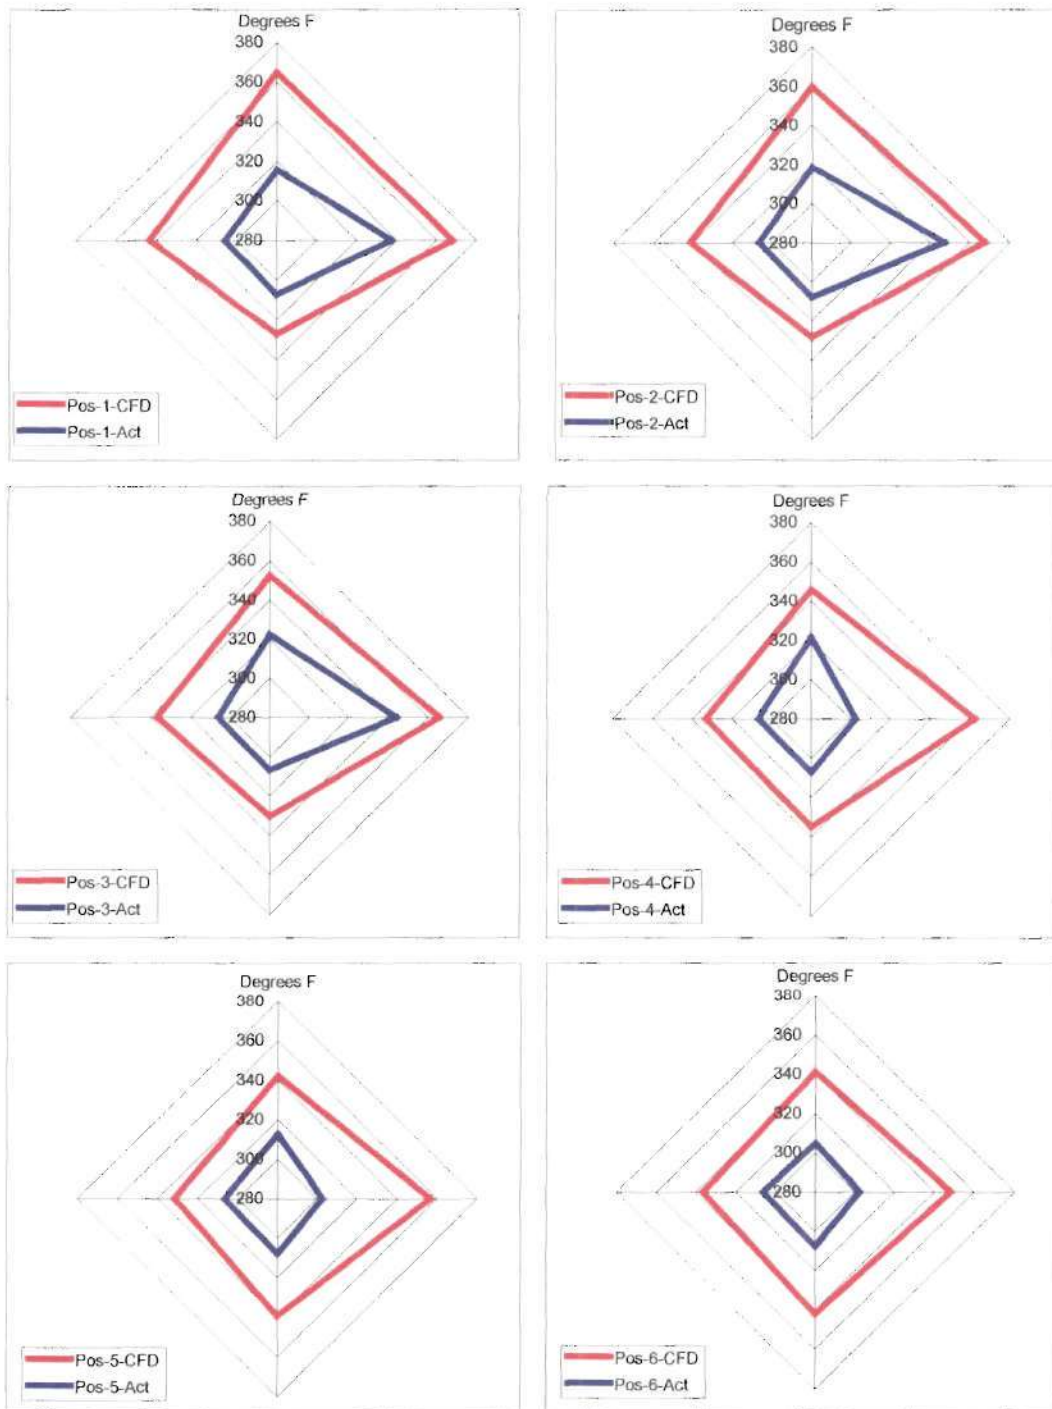 Degrees F
380
360
340
320
300
280
Pos-1-CFD
Pos-1-Act
Degrees F
380
360
340
320
300
280
Pos-2-CFD
Pos-2-Act
Degrees F
380
360
340
320
300
280
Pos-3-CFD
Pos-3-Act
Degrees F
380
360
340
320
300
280
Pos-4-CFD
Pos-4-Act
Degrees F
380
360
340
320
300
280
Pos-5-CFD
Pos-5-Act
Degrees F
380
360
340
320
300
280
Pos-6-CFD
Pos-6-Act